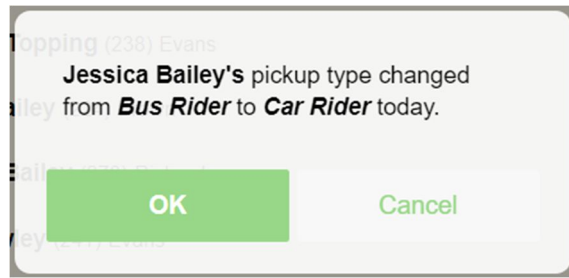 Topping (238) Evans
Jessica Bailey's pickup type changed
from Bus Rider to Car Rider today.
OK
Cancel